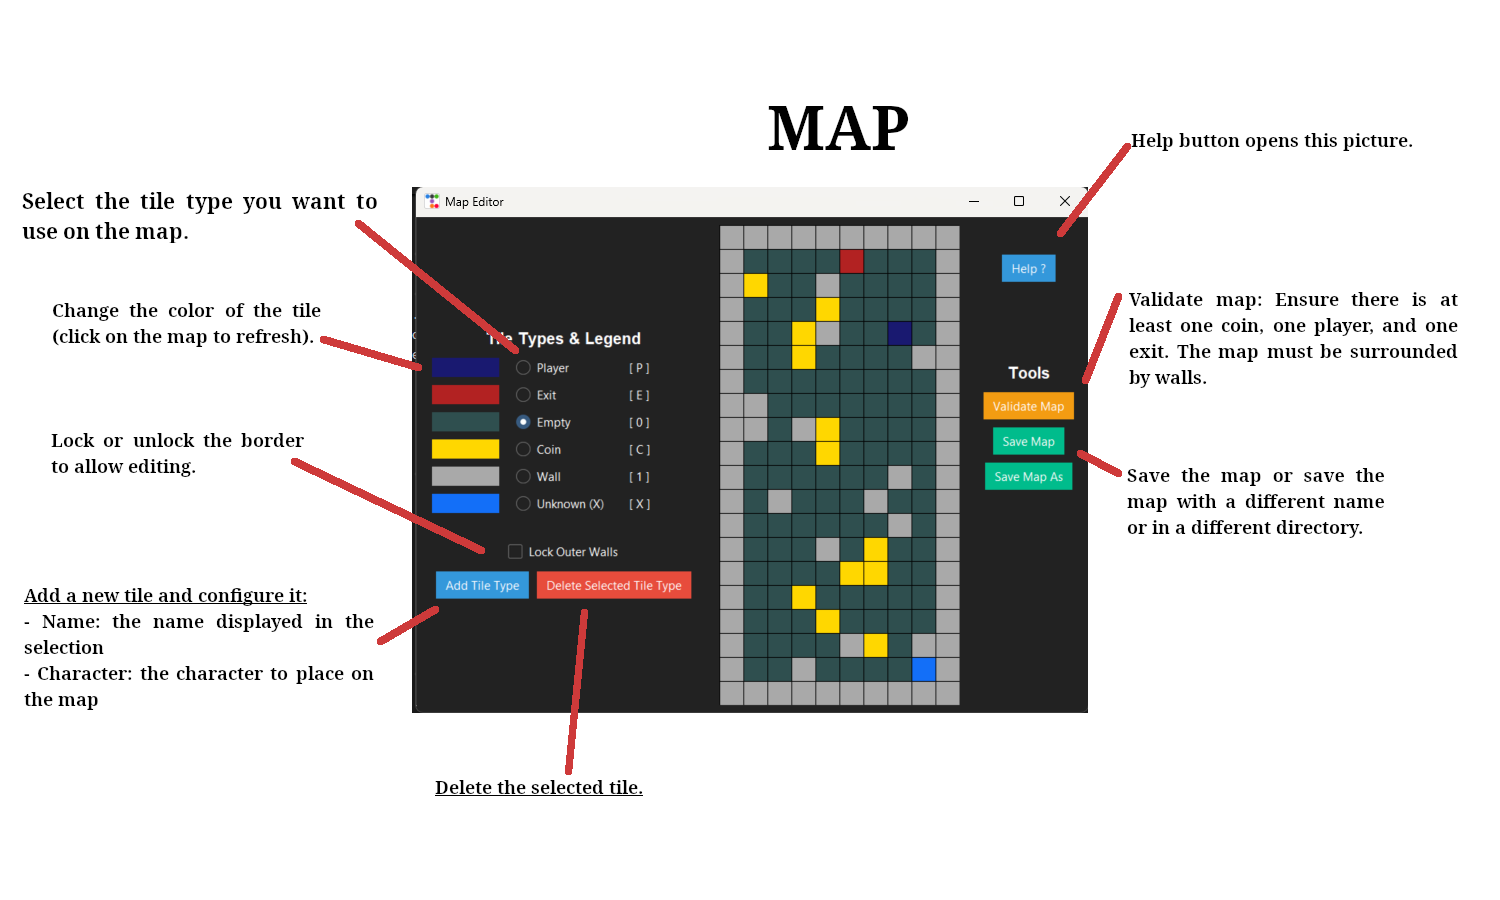 MAP
Help button opens this picture.
Select the tile type you want to
use on the map.
Map Editor
Help ?
Change the color of the tile
(click on the map to refresh).
Validate map: Ensure there is at
least one coin, one player, and one
exit. The map must be surrounded
by walls.
Tile Types & Legend
Player [ P ]
Exit [ E ]
Empty [ 0 ]
Coin [ C ]
Wall [ 1 ]
Unknown (X) [ X ]
Tools
Validate Map
Save Map
Save Map As
Lock or unlock the border
to allow editing.
Save the map or save the
map with a different name
or in a different directory.
Lock Outer Walls
Add Tile Type
Delete Selected Tile Type
Add a new tile and configure it:
- Name: the name displayed in the
selection
- Character: the character to place on
the map
Delete the selected tile.